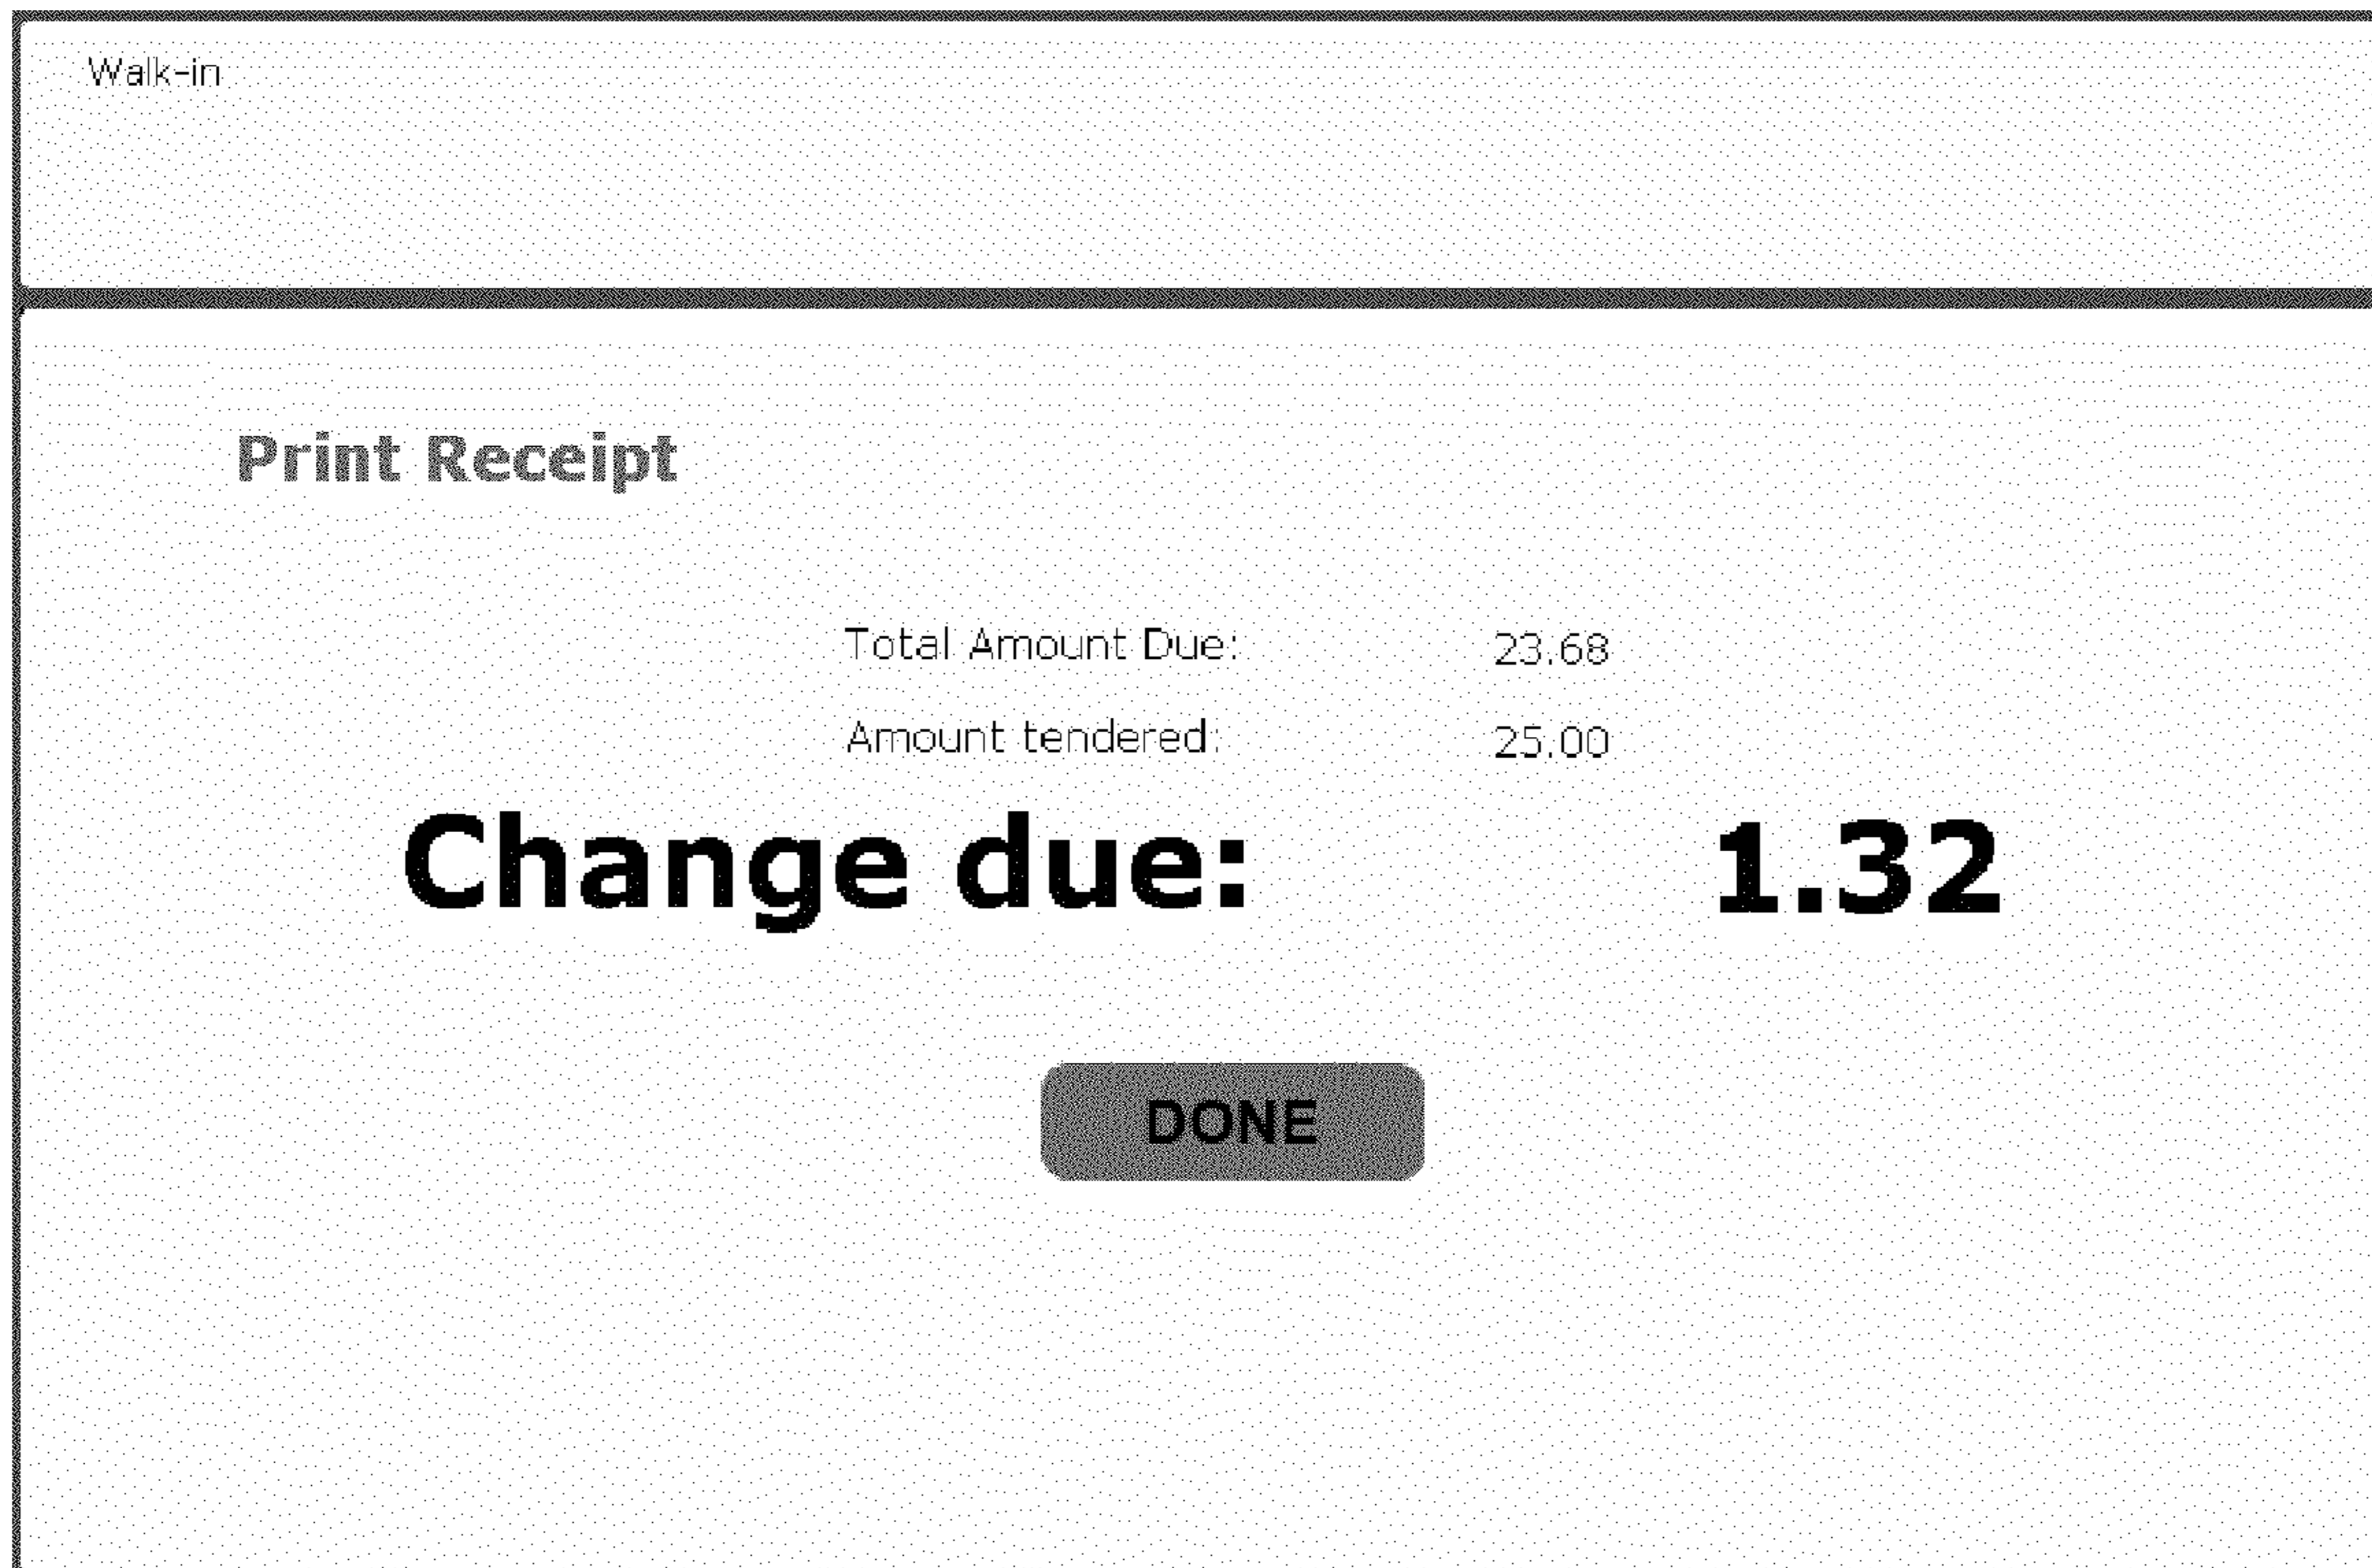 Walk-in
Print Receipt
Total Amount Due: 23.68
Amount tendered: 25.00
Change due: 1.32
DONE